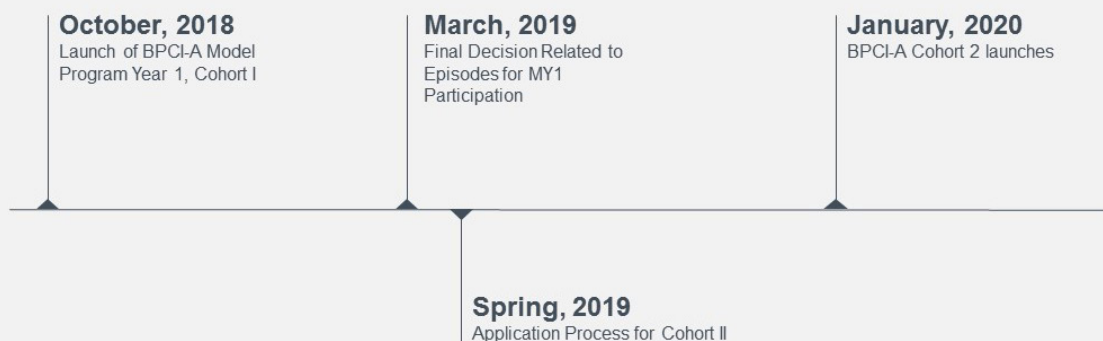 October, 2018
Launch of BPCI-A Model
Program Year 1, Cohort I
March, 2019
Final Decision Related to
Episodes for MY1
Participation
January, 2020
BPCI-A Cohort 2 launches
Spring, 2019
Application Process for Cohort II